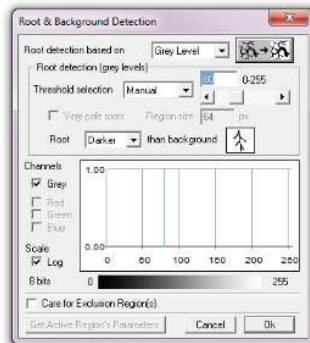 Root & Background Detection
Root detection based on Grey Level
Root detection (grey levels)
Threshold selection Manual 80 0-255
Very pale roots Region size 64 px
Root Darker than background
Channels
Grey
Red
Green
Blue
Scale
Log
1.00
0.00
0 50 100 150 200 250
8 bits 0 255
Care for Exclusion Region(s)
Get Active Region's Parameters Cancel Ok